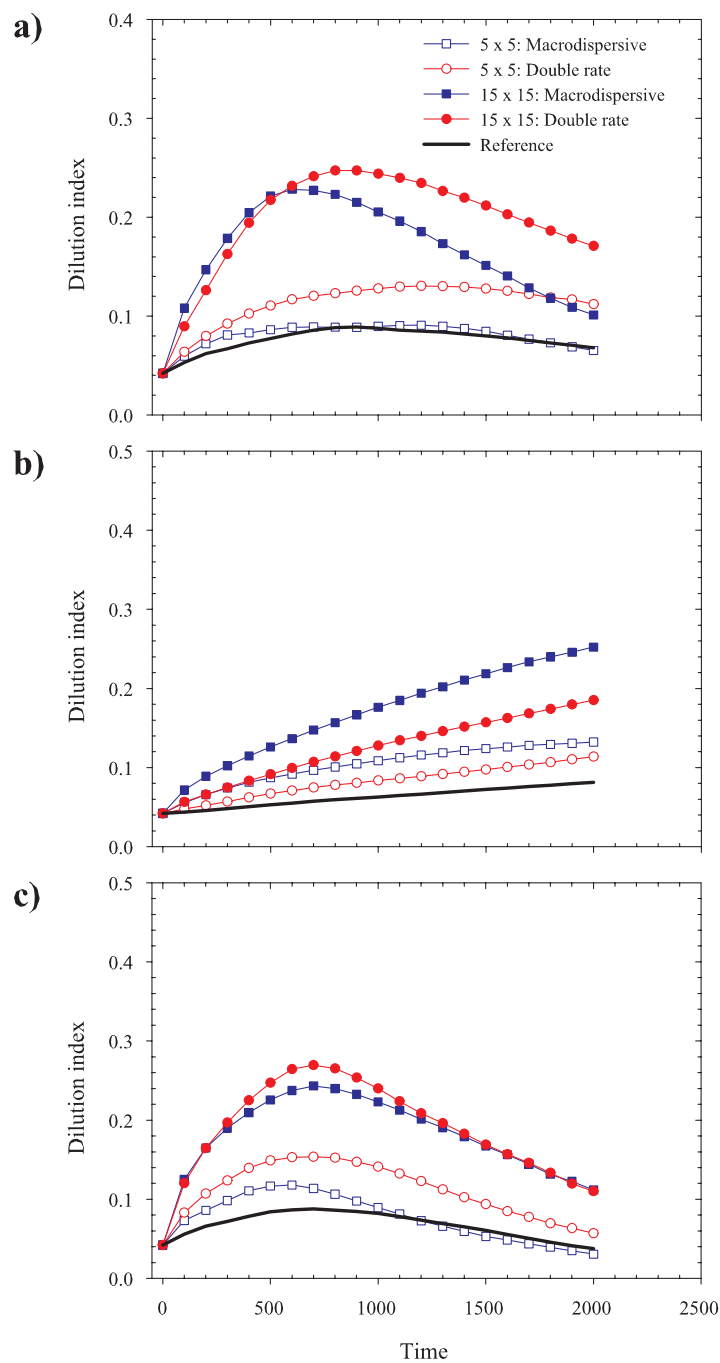 a)
0.4
5 x 5: Macrodispersive
5 x 5: Double rate
15 x 15: Macrodispersive
15 x 15: Double rate
Reference
0.3
0.2
0.1
0.0
Dilution index
b)
0.5
0.4
0.3
0.2
0.1
0.0
Dilution index
c)
0.5
0.4
0.3
0.2
0.1
0.0
Dilution index
0 500 1000 1500 2000 2500
Time